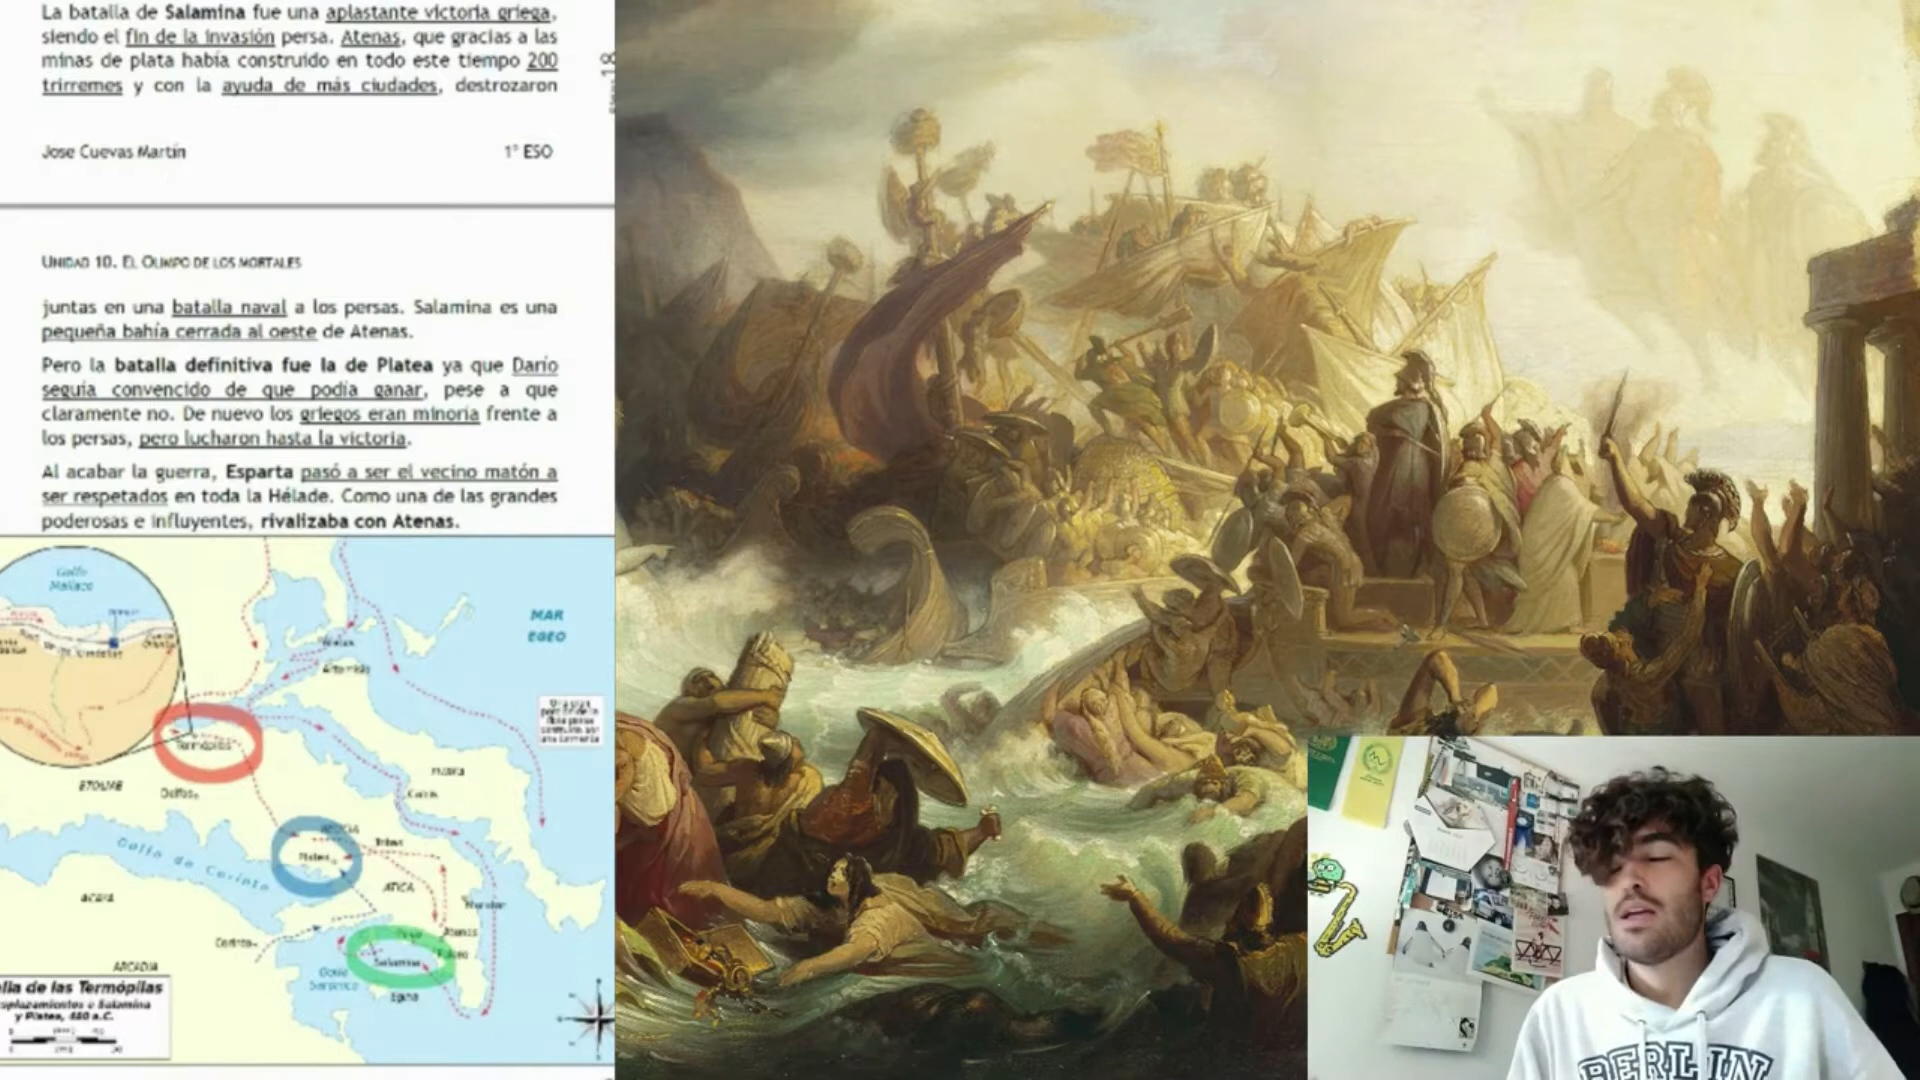 La batalla de Salamina fue una aplastante victoria griega,
siendo el fin de la invasión persa. Atenas, que gracias a las
minas de plata había construido en todo este tiempo 200
trirremes y con la ayuda de más ciudades, destrozaron
Jose Cuevas Martín
1º ESO
UNIDAD 10. EL OLIMPO DE LOS MORTALES
juntas en una batalla naval a los persas. Salamina es una
pequeña bahía cerrada al oeste de Atenas.
Pero la batalla definitiva fue la de Platea ya que Darío
seguía convencido de que podía ganar, pese a que
claramente no. De nuevo los griegos eran minoría frente a
los persas, pero lucharon hasta la victoria.
Al acabar la guerra, Esparta pasó a ser el vecino matón a
ser respetados en toda la Hélade. Como una de las grandes
poderosas e influyentes, rivalizaba con Atenas.
Golfo
Maliaco
MAR
EGEO
Artemisio
Termópilas
Delfos
Platea
Tebas
ATICA
Golfo de Corinto
ACAYA
Corinto
Atenas
Salamina
Golfo
Egina
ARCADIA
lla de las Termópilas
splazamientos a Salamina
y Platea, 480 a.C.
BERLIN